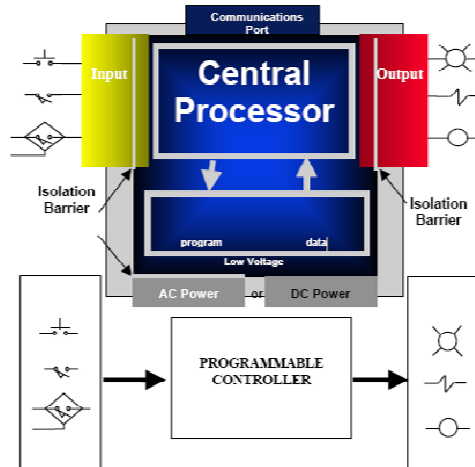 Communications
Port
Input
Central
Processor
Output
Isolation
Barrier
Isolation
Barrier
program data
Low Voltage
AC Power or DC Power
PROGRAMMABLE
CONTROLLER